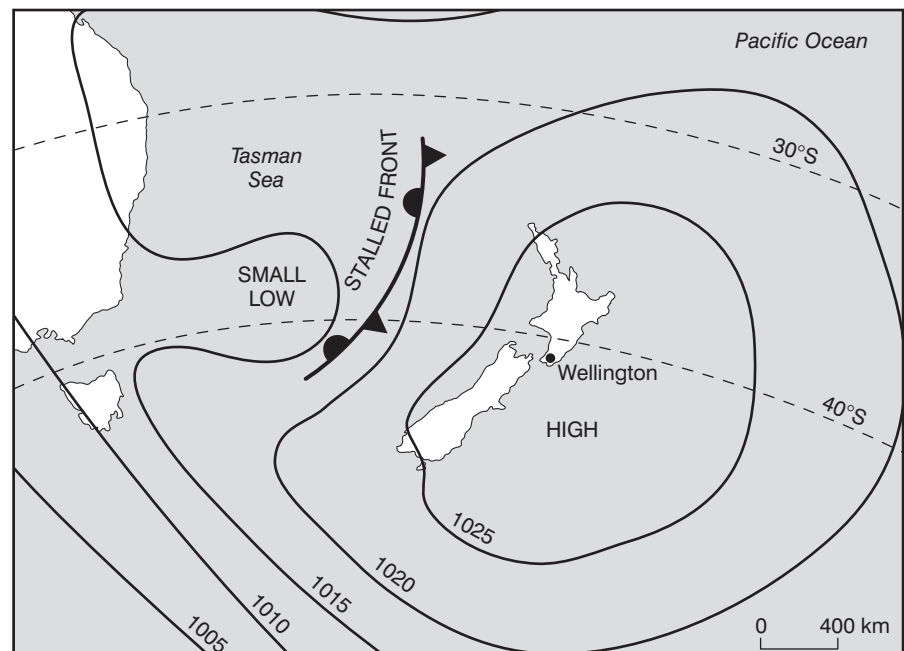 Pacific Ocean
Tasman
Sea
30°S
STALLED FRONT
SMALL
LOW
Wellington
HIGH
40°S
1025
1020
1015
1010
1005
0 400 km